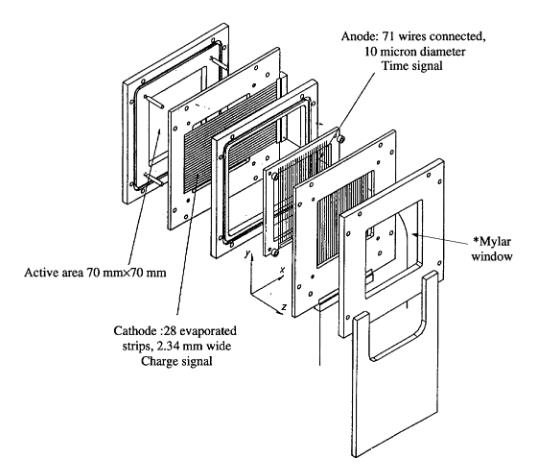 Anode: 71 wires connected,
10 micron diameter
Time signal
*Mylar
window
Active area 70 mm×70 mm
y
x
z
Cathode :28 evaporated
strips, 2.34 mm wide
Charge signal